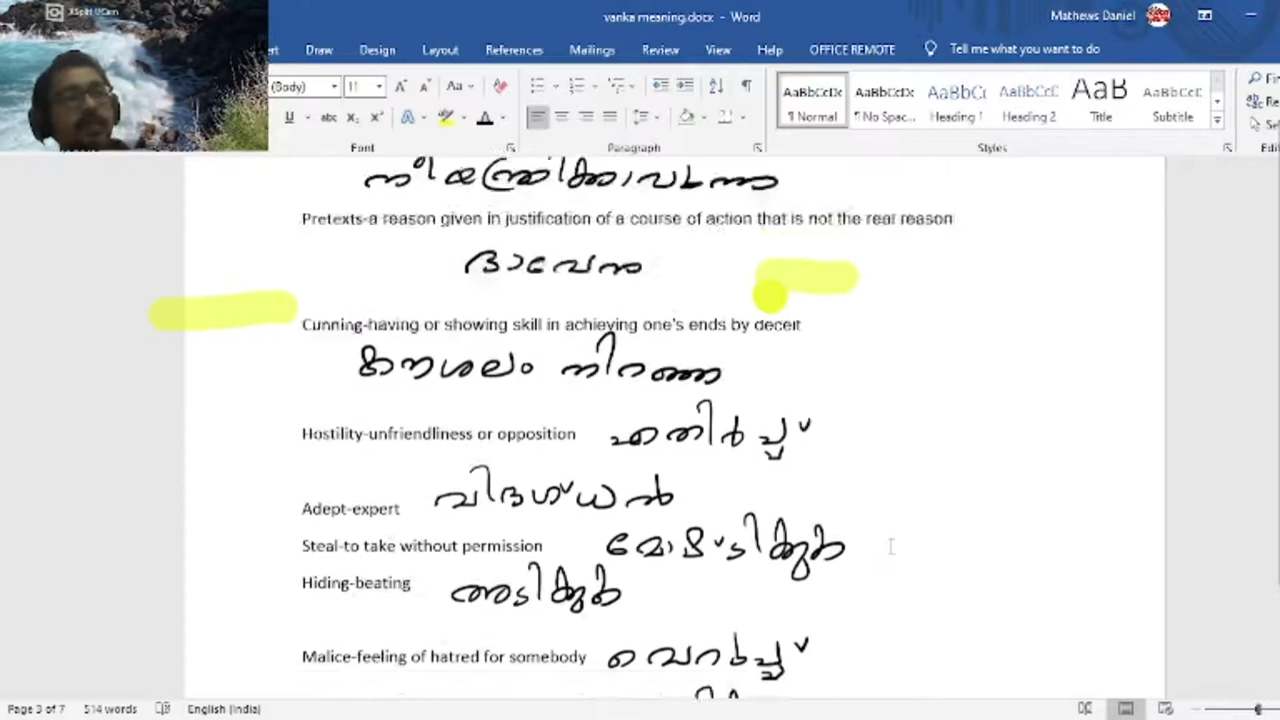 XSplit VCam
vanka meaning.docx - Word
Mathews Daniel
Draw Design Layout References Mailings Review View Help OFFICE REMOTE Tell me what you want to do
(Body) 11 Aa
AaBbCcDc AaBbCcDc AaBbCc AaBbCcC AaB AaBbCcD
¶ Normal ¶ No Spac... Heading 1 Heading 2 Title Subtitle
Font Paragraph Styles
Pretexts-a reason given in justification of a course of action that is not the real reason
Cunning-having or showing skill in achieving one's ends by deceit
കൗശലം നിറഞ്ഞ
Hostility-unfriendliness or opposition എതിർപ്പ്
Adept-expert വിദഗ്ധൻ
Steal-to take without permission മോഷ്ടിക്കുക
Hiding-beating അടിക്കുക
Malice-feeling of hatred for somebody വെറുപ്പ്
Page 3 of 7 514 words English (India)